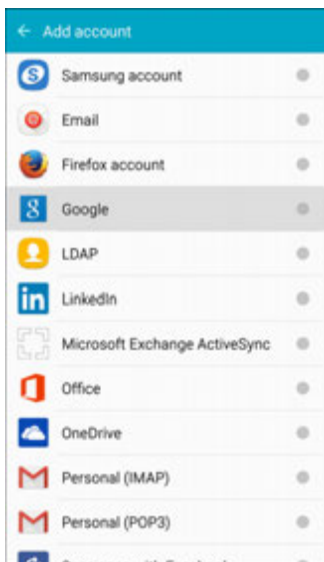 Add account
Samsung account
Email
Firefox account
Google
LDAP
LinkedIn
Microsoft Exchange ActiveSync
Office
OneDrive
Personal (IMAP)
Personal (POP3)